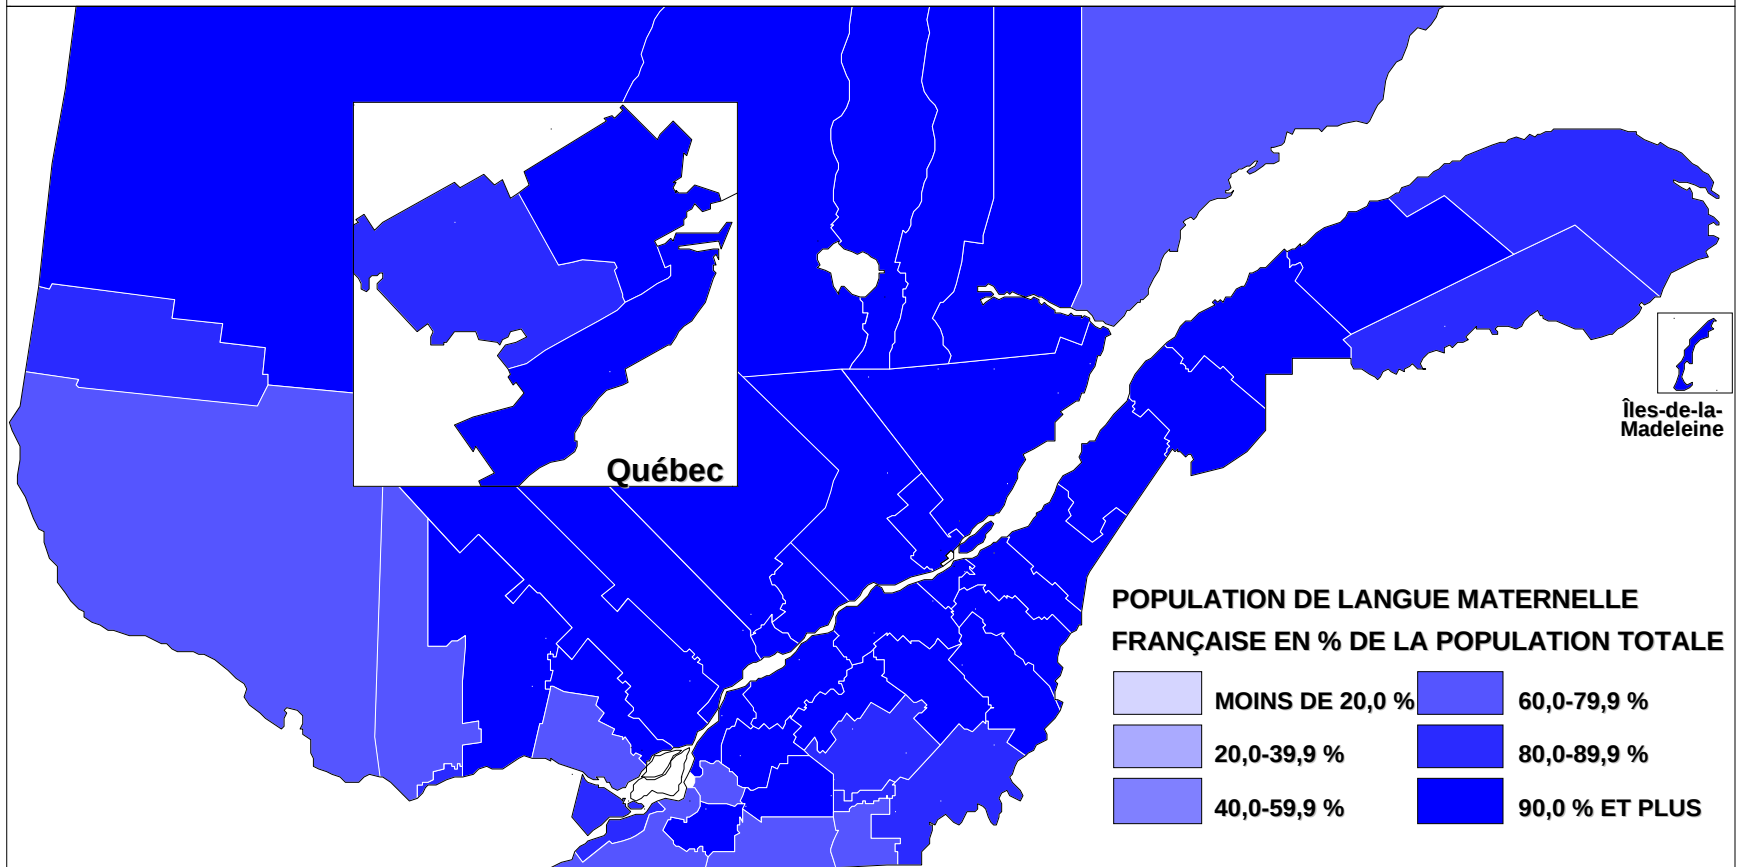 Québec
Îles-de-la-
Madeleine
POPULATION DE LANGUE MATERNELLE
FRANÇAISE EN % DE LA POPULATION TOTALE
MOINS DE 20,0 %
20,0-39,9 %
40,0-59,9 %
60,0-79,9 %
80,0-89,9 %
90,0 % ET PLUS